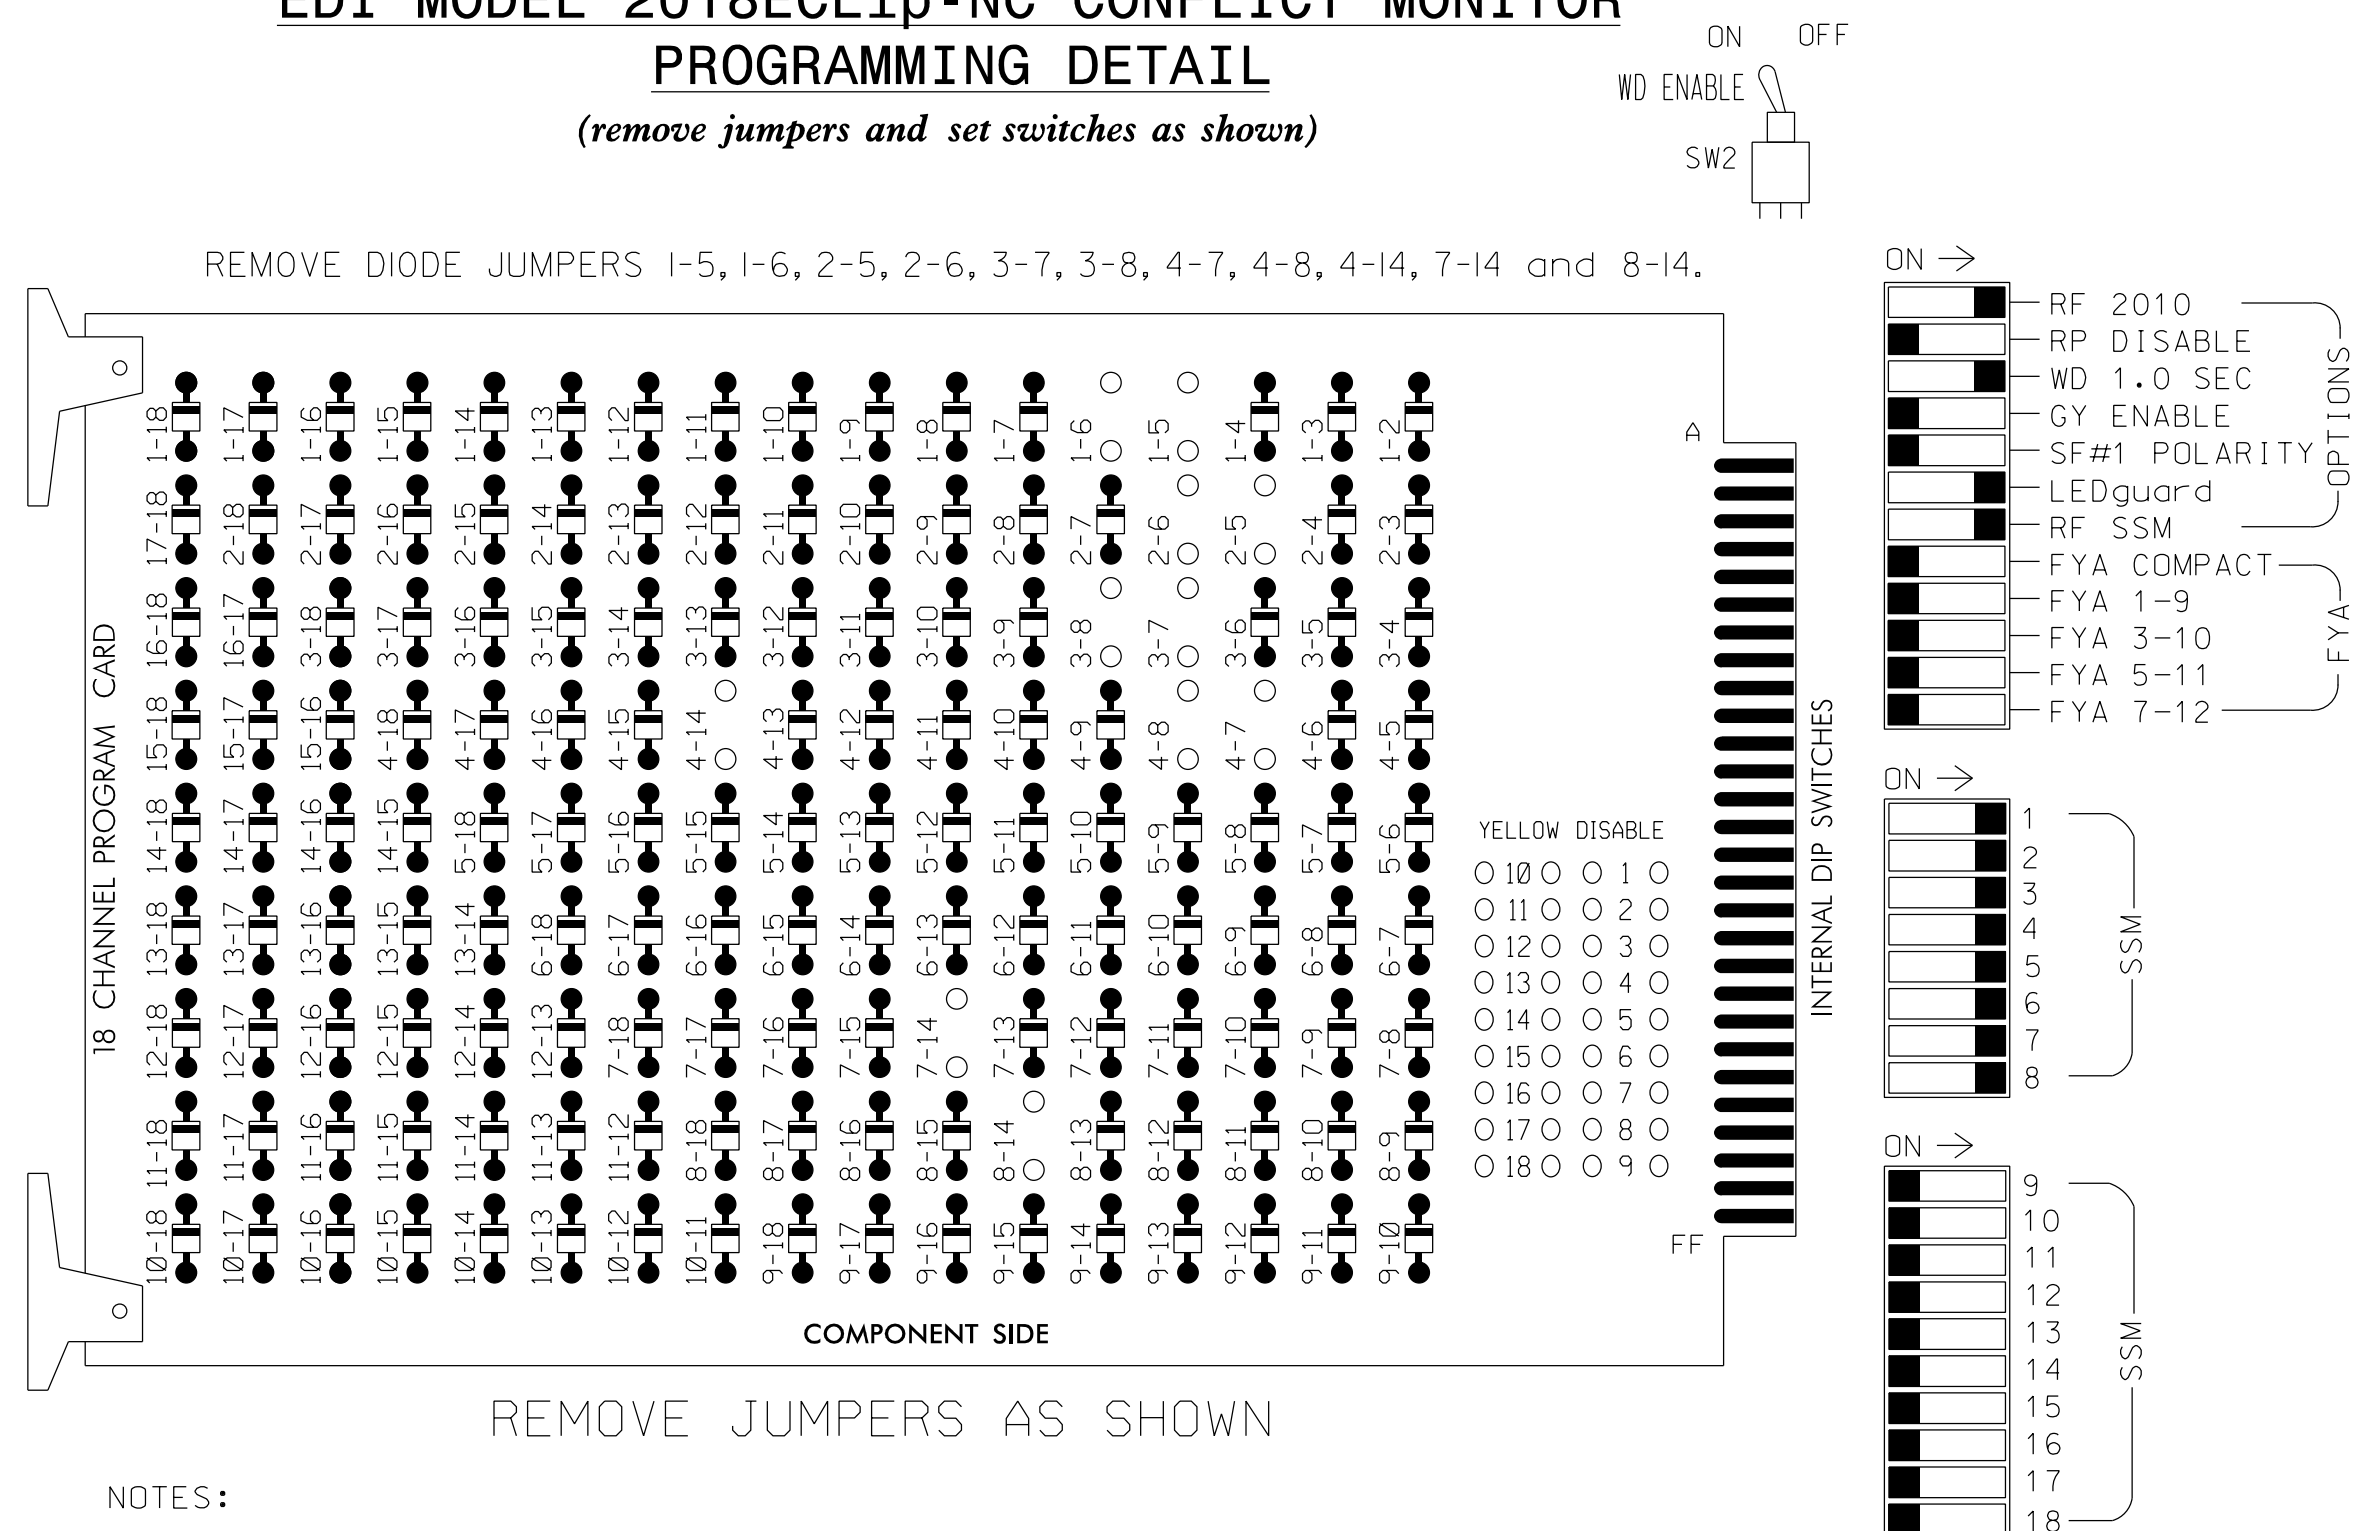 EDI MODEL 2018ECL1p-NC CONFLICT MONITOR
PROGRAMMING DETAIL
(remove jumpers and set switches as shown)
ON OFF
WD ENABLE
SW2
REMOVE DIODE JUMPERS 1-5, 1-6, 2-5, 2-6, 3-7, 3-8, 4-7, 4-8, 4-14, 7-14 and 8-14.
18 CHANNEL PROGRAM CARD
1-18 1-17 1-16 1-15 1-14 1-13 1-12 1-11 1-10 1-9 1-8 1-7 1-6 1-5 1-4 1-3 1-2
17-18 2-18 2-17 2-16 2-15 2-14 2-13 2-12 2-11 2-10 2-9 2-8 2-7 2-6 2-5 2-4 2-3
16-18 16-17 3-18 3-17 3-16 3-15 3-14 3-13 3-12 3-11 3-10 3-9 3-8 3-7 3-6 3-5 3-4
15-18 15-17 15-16 4-18 4-17 4-16 4-15 4-14 4-13 4-12 4-11 4-10 4-9 4-8 4-7 4-6 4-5
14-18 14-17 14-16 14-15 5-18 5-17 5-16 5-15 5-14 5-13 5-12 5-11 5-10 5-9 5-8 5-7 5-6
13-18 13-17 13-16 13-15 13-14 6-18 6-17 6-16 6-15 6-14 6-13 6-12 6-11 6-10 6-9 6-8 6-7
12-18 12-17 12-16 12-15 12-14 12-13 7-18 7-17 7-16 7-15 7-14 7-13 7-12 7-11 7-10 7-9 7-8
11-18 11-17 11-16 11-15 11-14 11-13 11-12 8-18 8-17 8-16 8-15 8-14 8-13 8-12 8-11 8-10 8-9
10-18 10-17 10-16 10-15 10-14 10-13 10-12 10-11 9-18 9-17 9-16 9-15 9-14 9-13 9-12 9-11 9-10
YELLOW DISABLE
10 1
11 2
12 3
13 4
14 5
15 6
16 7
17 8
18 9
A
FF
COMPONENT SIDE
INTERNAL DIP SWITCHES
ON
RF 2010
RP DISABLE
WD 1.0 SEC
GY ENABLE
SF#1 POLARITY
LEDguard
RF SSM
OPTIONS
FYA COMPACT
FYA 1-9
FYA 3-10
FYA 5-11
FYA 7-12
FYA
ON
1
2
3
4
5
6
7
8
SSM
ON
9
10
11
12
13
14
15
16
17
18
SSM
REMOVE JUMPERS AS SHOWN
NOTES: